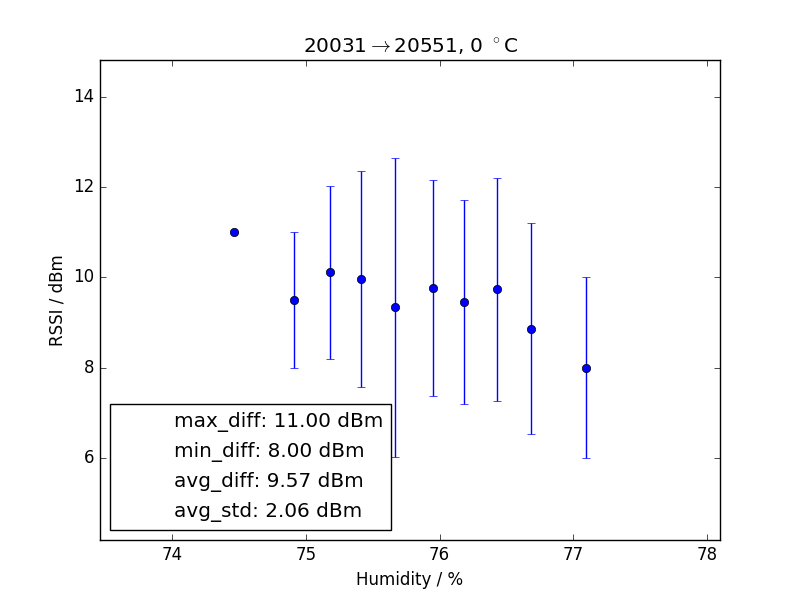 20031→20551, 0 °C
14
12
10
8
6
RSSI / dBm
max_diff: 11.00 dBm
min_diff: 8.00 dBm
avg_diff: 9.57 dBm
avg_std: 2.06 dBm
74 75 76 77 78
Humidity / %